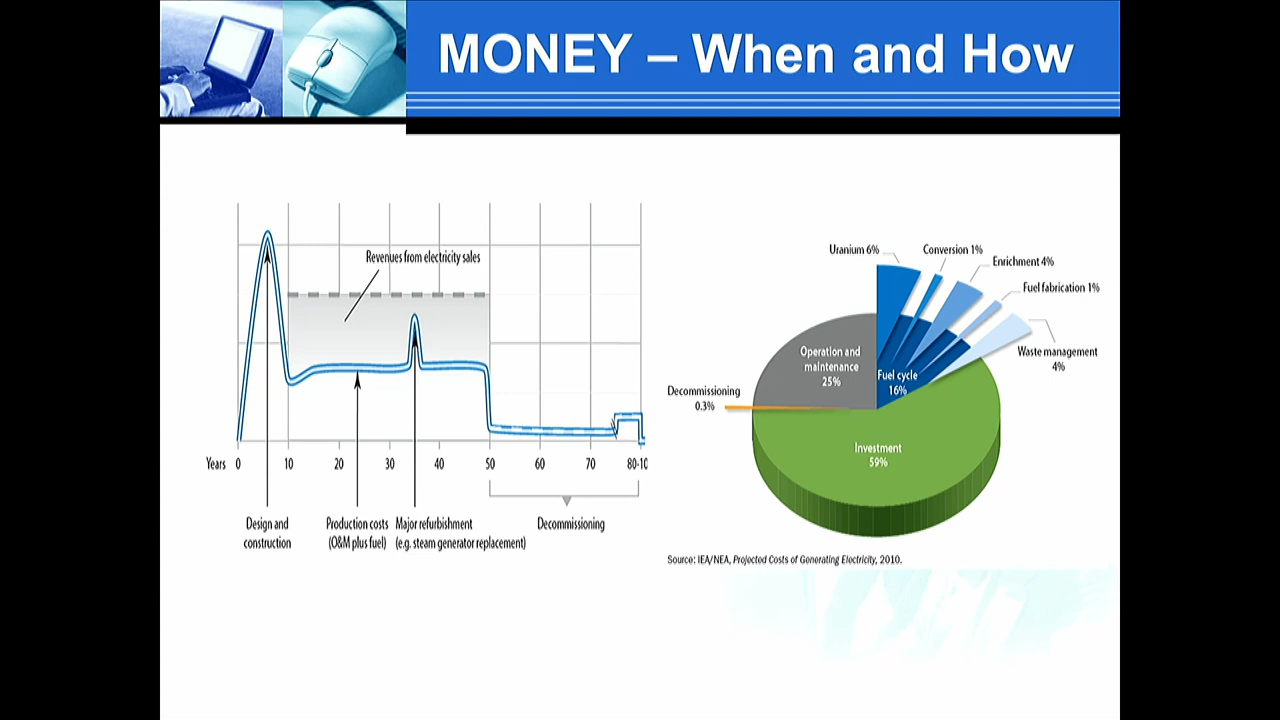 MONEY – When and How
Revenues from electricity sales
Years 0 10 20 30 40 50 60 70 80-10
Design and
construction
Production costs
(O&M plus fuel)
Major refurbishment
(e.g. steam generator replacement)
Decommissioning
Uranium 6%
Conversion 1%
Enrichment 4%
Fuel fabrication 1%
Waste management
4%
Operation and
maintenance
25%
Fuel cycle
16%
Decommissioning
0.3%
Investment
59%
Source: IEA/NEA, Projected Costs of Generating Electricity, 2010.